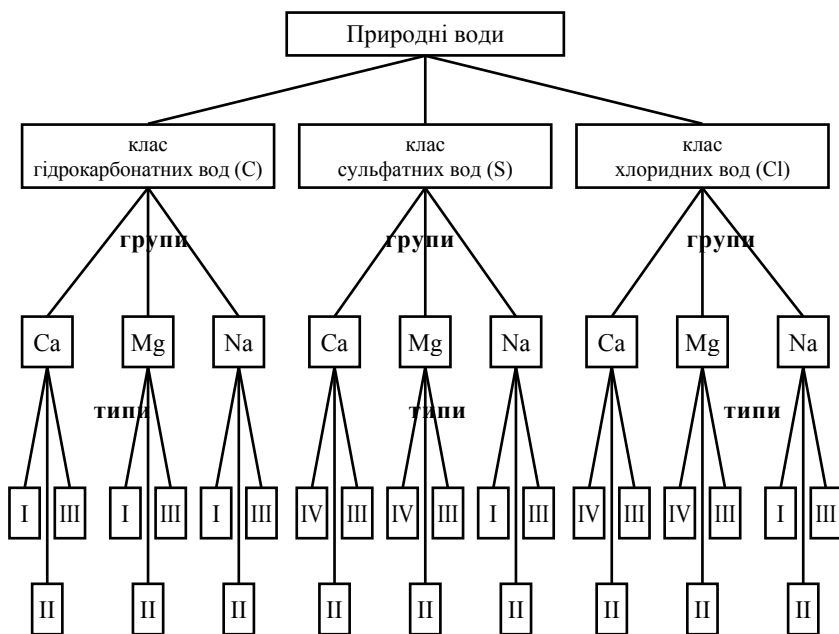 Природні води
клас
гідрокарбонатних вод (С)
клас
сульфатних вод (S)
клас
хлоридних вод (Cl)
групи групи групи
Ca Mg Na Ca Mg Na Ca Mg Na
типи типи типи
I III I III I III IV III IV III I III IV III IV III I III
II II II II II II II II II